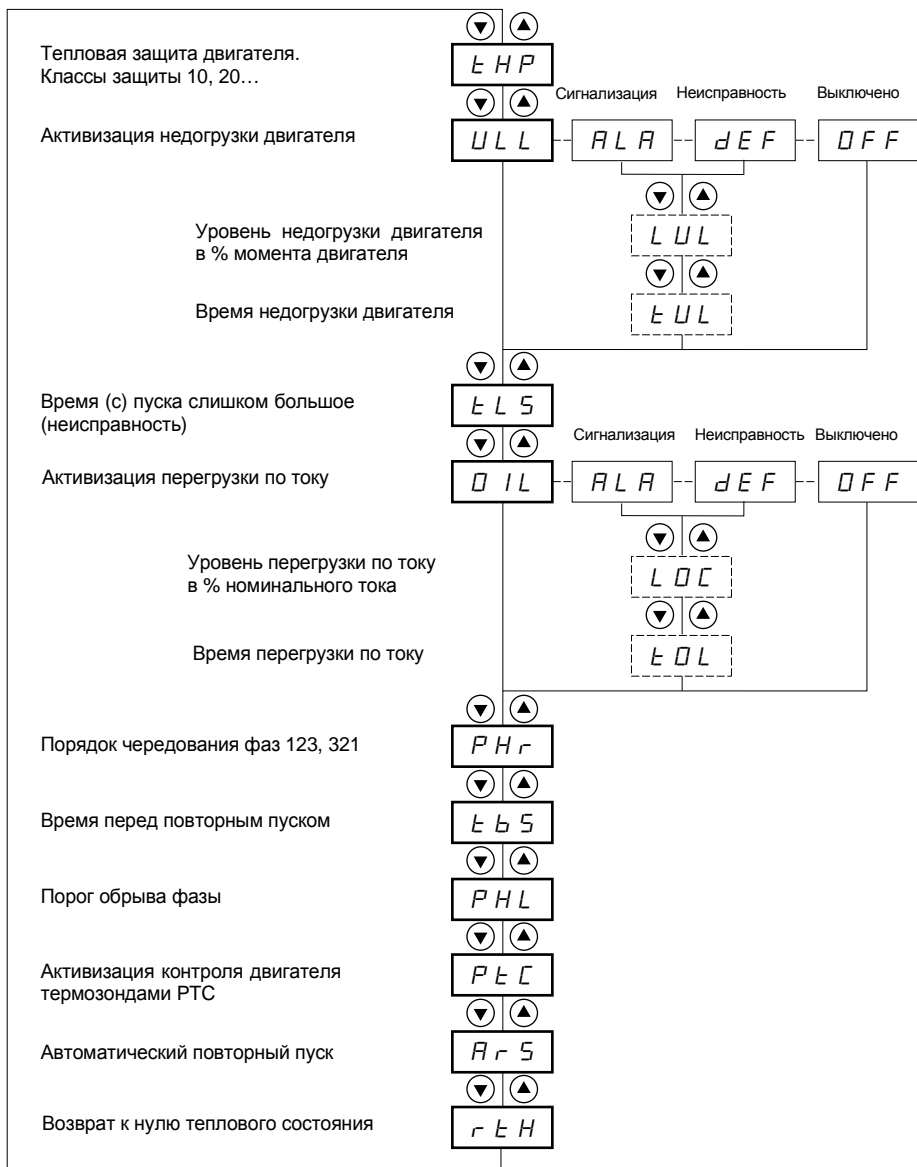 Тепловая защита двигателя.
Классы защиты 10, 20…
tHP
Сигнализация Неисправность Выключено
Активизация недогрузки двигателя
ULL ALA dEF OFF
Уровень недогрузки двигателя
в % момента двигателя
LUL
Время недогрузки двигателя
tUL
Время (с) пуска слишком большое
(неисправность)
tLS
Сигнализация Неисправность Выключено
Активизация перегрузки по току
OIL ALA dEF OFF
Уровень перегрузки по току
в % номинального тока
LOC
Время перегрузки по току
tOL
Порядок чередования фаз 123, 321
PHr
Время перед повторным пуском
tbS
Порог обрыва фазы
PHL
Активизация контроля двигателя
термозондами PTC
PtC
Автоматический повторный пуск
ArS
Возврат к нулю теплового состояния
rtH